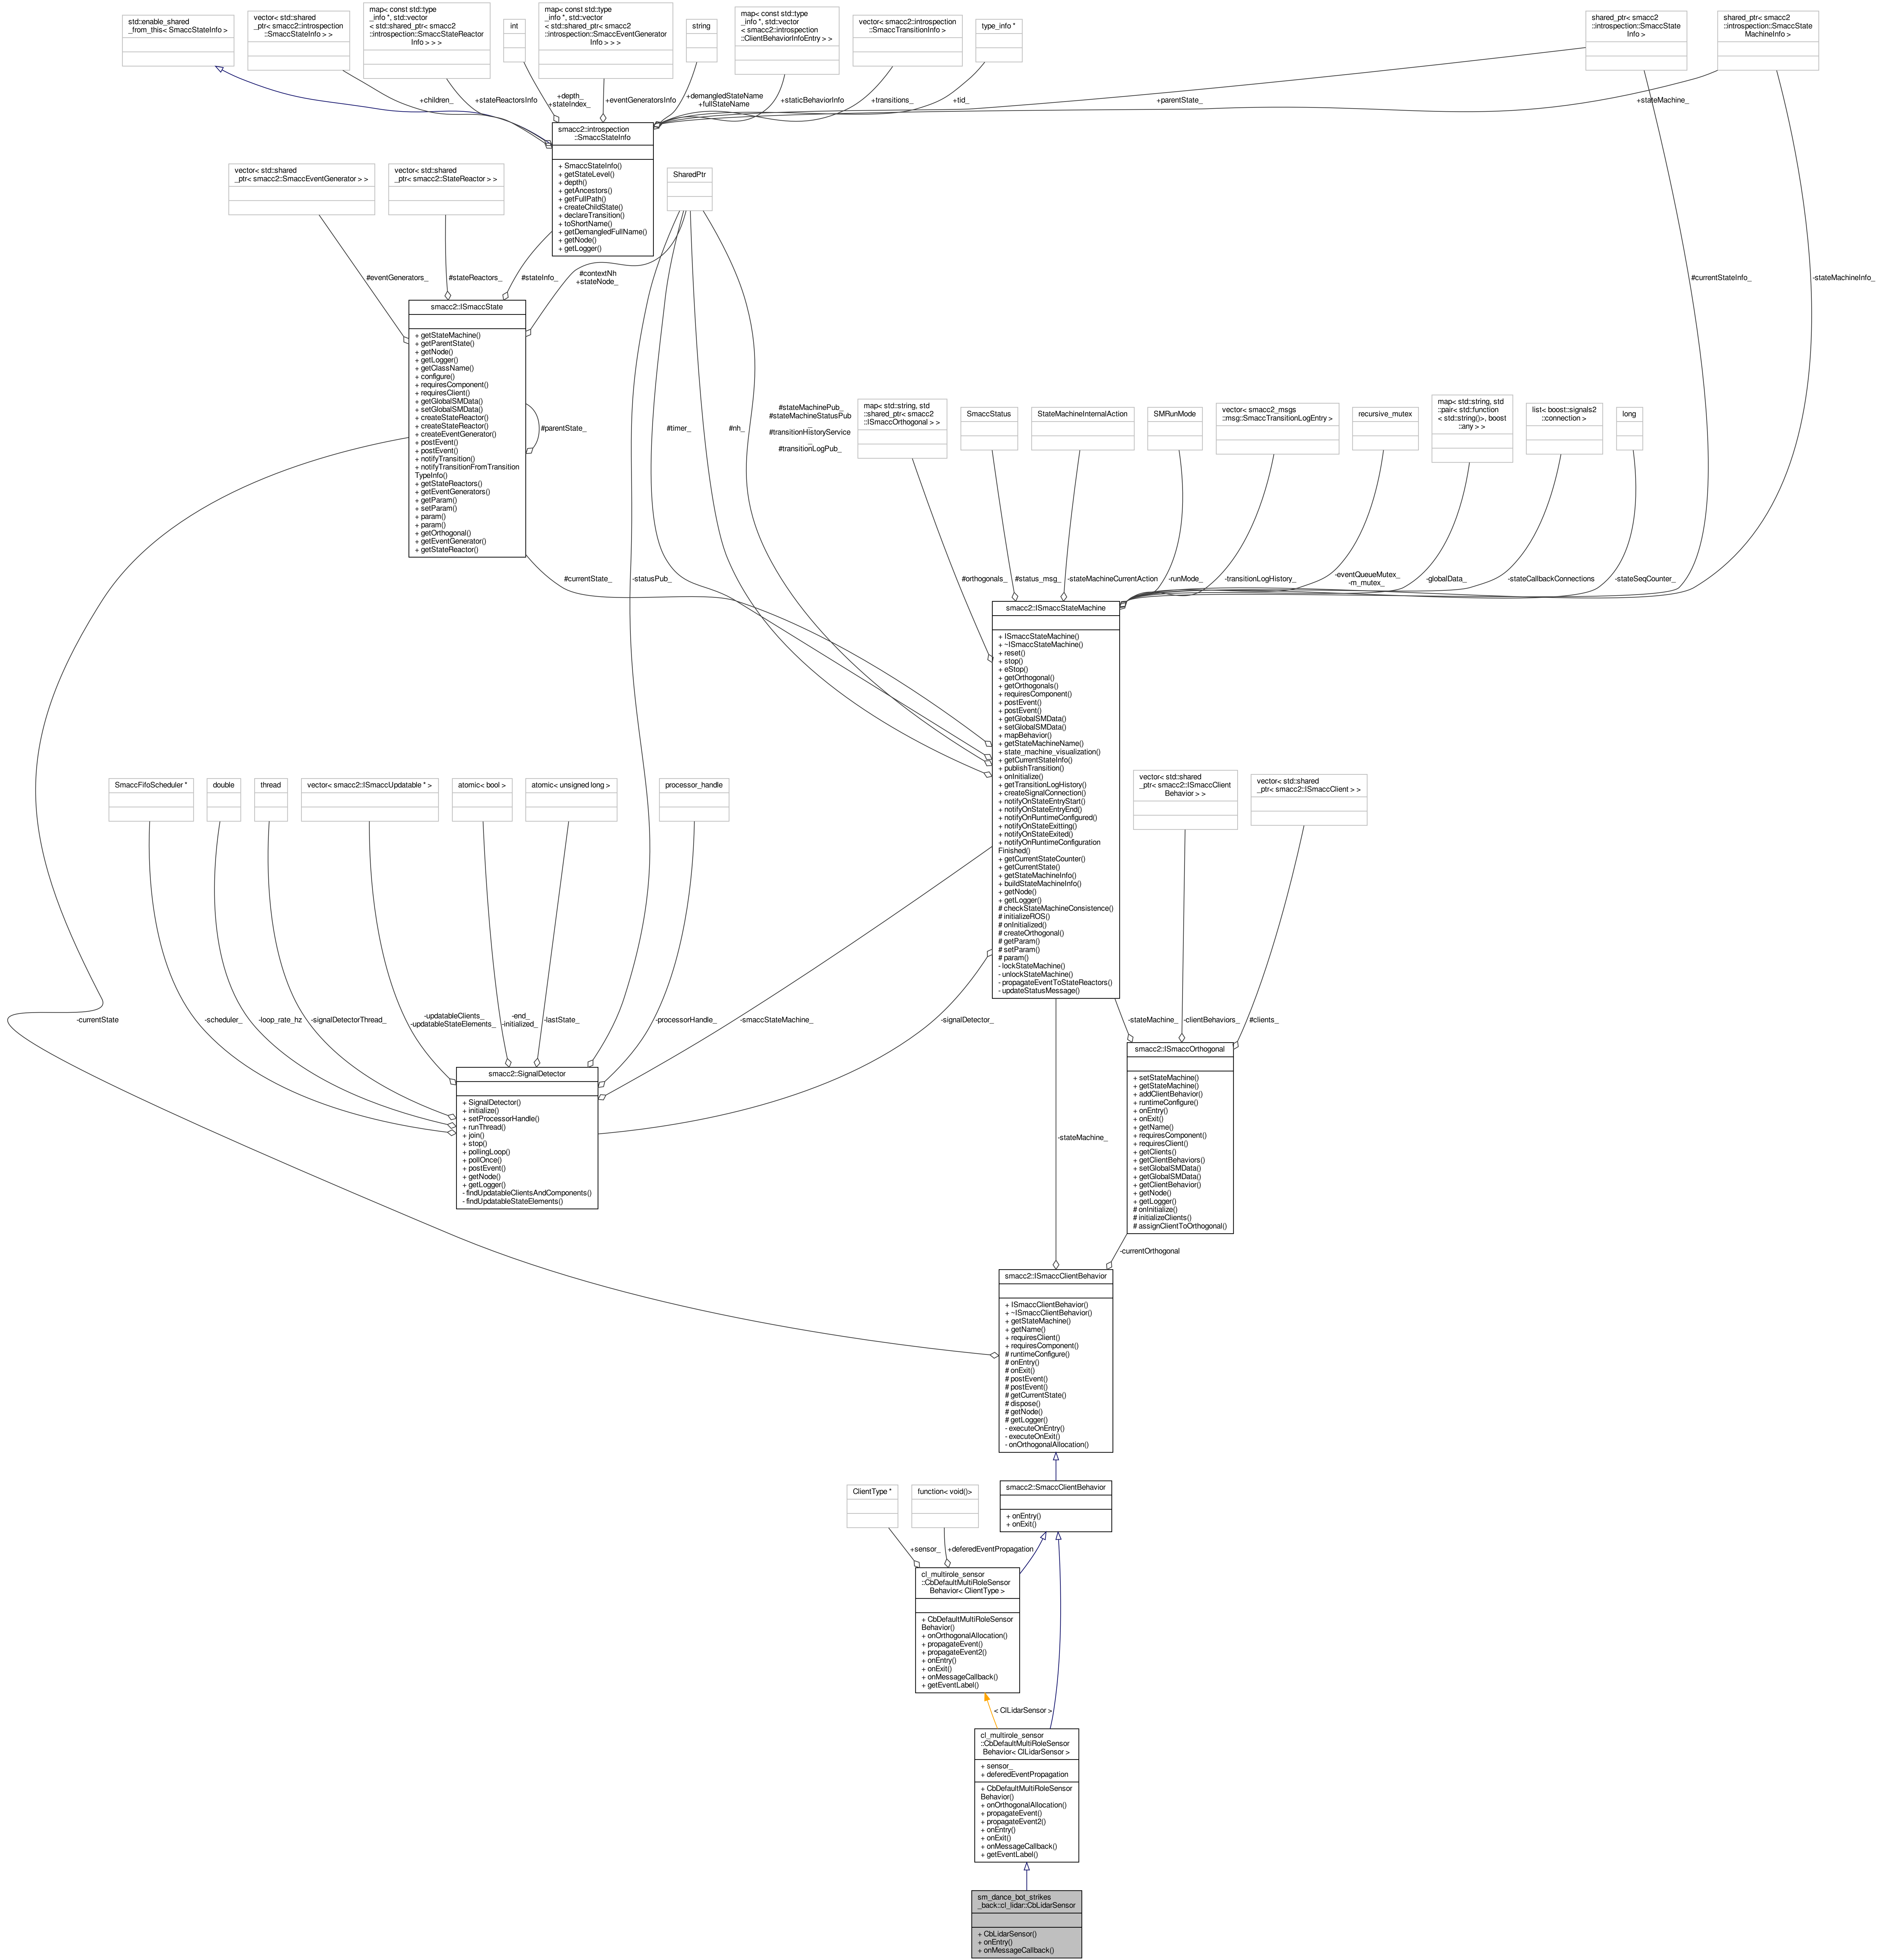 std::enable_shared
_from_this< SmaccStateInfo >
vector< std::shared
_ptr< smacc2::introspection
::SmaccStateInfo > >
map< const std::type
_info *, std::vector
< std::shared_ptr< smacc2
::introspection::SmaccStateReactor
Info > > >
int
map< const std::type
_info *, std::vector
< std::shared_ptr< smacc2
::introspection::SmaccEventGenerator
Info > > >
string
map< const std::type
_info *, std::vector
< smacc2::introspection
::ClientBehaviorInfoEntry > >
vector< smacc2::introspection
::SmaccTransitionInfo >
type_info *
shared_ptr< smacc2
::introspection::SmaccState
Info >
shared_ptr< smacc2
::introspection::SmaccState
MachineInfo >
+children_
+stateReactorsInfo
+depth_
+stateIndex_
+eventGeneratorsInfo
+demangledStateName
+fullStateName
+staticBehaviorInfo
+transitions_
+tid_
+parentState_
+stateMachine_
smacc2::introspection
::SmaccStateInfo
+ SmaccStateInfo()
+ getStateLevel()
+ depth()
+ getAncestors()
+ getFullPath()
+ createChildState()
+ declareTransition()
+ toShortName()
+ getDemangledFullName()
+ getNode()
+ getLogger()
vector< std::shared
_ptr< smacc2::SmaccEventGenerator > >
vector< std::shared
_ptr< smacc2::StateReactor > >
SharedPtr
#eventGenerators_
#stateReactors_
#stateInfo_
#contextNh
+stateNode_
#currentStateInfo_
-stateMachineInfo_
smacc2::ISmaccState
+ getStateMachine()
+ getParentState()
+ getNode()
+ getLogger()
+ getClassName()
+ configure()
+ requiresComponent()
+ requiresClient()
+ getGlobalSMData()
+ setGlobalSMData()
+ createStateReactor()
+ createStateReactor()
+ createEventGenerator()
+ postEvent()
+ postEvent()
+ notifyTransition()
+ notifyTransitionFromTransition
TypeInfo()
+ getStateReactors()
+ getEventGenerators()
+ getParam()
+ setParam()
+ param()
+ param()
+ getOrthogonal()
+ getEventGenerator()
+ getStateReactor()
#parentState_
#timer_
#nh_
#stateMachinePub_
#stateMachineStatusPub
_
#transitionHistoryService
_
#transitionLogPub_
map< std::string, std
::shared_ptr< smacc2
::ISmaccOrthogonal > >
SmaccStatus
StateMachineInternalAction
SMRunMode
vector< smacc2_msgs
::msg::SmaccTransitionLogEntry >
recursive_mutex
map< std::string, std
::pair< std::function
< std::string()>, boost
::any > >
list< boost::signals2
::connection >
long
#currentState_
-statusPub_
#orthogonals_
#status_msg_
-stateMachineCurrentAction
-runMode_
-transitionLogHistory_
-eventQueueMutex_
-m_mutex_
-globalData_
-stateCallbackConnections
-stateSeqCounter_
smacc2::ISmaccStateMachine
+ ISmaccStateMachine()
+ ~ISmaccStateMachine()
+ reset()
+ stop()
+ eStop()
+ getOrthogonal()
+ getOrthogonals()
+ requiresComponent()
+ postEvent()
+ postEvent()
+ getGlobalSMData()
+ setGlobalSMData()
+ mapBehavior()
+ getStateMachineName()
+ state_machine_visualization()
+ getCurrentStateInfo()
+ publishTransition()
+ onInitialize()
+ getTransitionLogHistory()
+ createSignalConnection()
+ notifyOnStateEntryStart()
+ notifyOnStateEntryEnd()
+ notifyOnRuntimeConfigured()
+ notifyOnStateExitting()
+ notifyOnStateExited()
+ notifyOnRuntimeConfiguration
Finished()
+ getCurrentStateCounter()
+ getCurrentState()
+ getStateMachineInfo()
+ buildStateMachineInfo()
+ getNode()
+ getLogger()
# checkStateMachineConsistence()
# initializeROS()
# onInitialized()
# createOrthogonal()
# getParam()
# setParam()
# param()
- lockStateMachine()
- unlockStateMachine()
- propagateEventToStateReactors()
- updateStatusMessage()
SmaccFifoScheduler *
double
thread
vector< smacc2::ISmaccUpdatable * >
atomic< bool >
atomic< unsigned long >
processor_handle
vector< std::shared
_ptr< smacc2::ISmaccClient
Behavior > >
vector< std::shared
_ptr< smacc2::ISmaccClient > >
-currentState
-scheduler_
-loop_rate_hz
-signalDetectorThread_
-updatableClients_
-updatableStateElements_
-end_
-initialized_
-lastState_
-processorHandle_
-smaccStateMachine_
-signalDetector_
-stateMachine_
-clientBehaviors_
#clients_
smacc2::SignalDetector
+ SignalDetector()
+ initialize()
+ setProcessorHandle()
+ runThread()
+ join()
+ stop()
+ pollingLoop()
+ pollOnce()
+ postEvent()
+ getNode()
+ getLogger()
- findUpdatableClientsAndComponents()
- findUpdatableStateElements()
smacc2::ISmaccOrthogonal
+ setStateMachine()
+ getStateMachine()
+ addClientBehavior()
+ runtimeConfigure()
+ onEntry()
+ onExit()
+ getName()
+ requiresComponent()
+ requiresClient()
+ getClients()
+ getClientBehaviors()
+ setGlobalSMData()
+ getGlobalSMData()
+ getClientBehavior()
+ getNode()
+ getLogger()
# onInitialize()
# initializeClients()
# assignClientToOrthogonal()
-stateMachine_
-currentOrthogonal
smacc2::ISmaccClientBehavior
+ ISmaccClientBehavior()
+ ~ISmaccClientBehavior()
+ getStateMachine()
+ getName()
+ requiresClient()
+ requiresComponent()
# runtimeConfigure()
# onEntry()
# onExit()
# postEvent()
# postEvent()
# getCurrentState()
# dispose()
# getNode()
# getLogger()
- executeOnEntry()
- executeOnExit()
- onOrthogonalAllocation()
ClientType *
function< void()>
smacc2::SmaccClientBehavior
+ onEntry()
+ onExit()
+sensor_
+deferedEventPropagation
cl_multirole_sensor
::CbDefaultMultiRoleSensor
Behavior< ClientType >
+ CbDefaultMultiRoleSensor
Behavior()
+ onOrthogonalAllocation()
+ propagateEvent()
+ propagateEvent2()
+ onEntry()
+ onExit()
+ onMessageCallback()
+ getEventLabel()
< ClLidarSensor >
cl_multirole_sensor
::CbDefaultMultiRoleSensor
Behavior< ClLidarSensor >
+ sensor_
+ deferedEventPropagation
+ CbDefaultMultiRoleSensor
Behavior()
+ onOrthogonalAllocation()
+ propagateEvent()
+ propagateEvent2()
+ onEntry()
+ onExit()
+ onMessageCallback()
+ getEventLabel()
sm_dance_bot_strikes
_back::cl_lidar::CbLidarSensor
+ CbLidarSensor()
+ onEntry()
+ onMessageCallback()